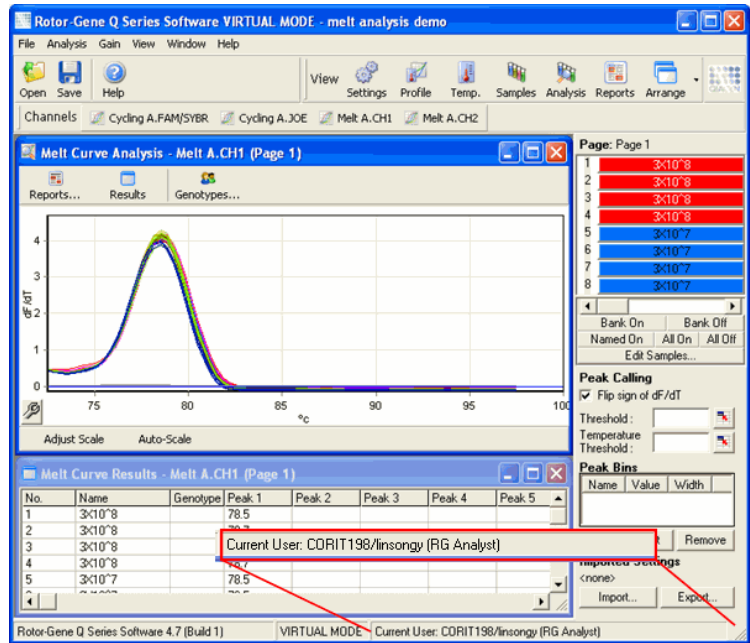 Rotor-Gene Q Series Software VIRTUAL MODE - melt analysis demo
File Analysis Gain View Window Help
Open Save Help View Settings Profile Temp. Samples Analysis Reports Arrange
Channels Cycling A.FAM/SYBR Cycling A.JOE Melt A.CH1 Melt A.CH2
Melt Curve Analysis - Melt A.CH1 (Page 1)
Reports... Results Genotypes...
4
3
2
1
0
dF/dT
75 80 85 90 95 100
°c
Adjust Scale Auto-Scale
Page: Page 1
1 3X10^8
2 3X10^8
3 3X10^8
4 3X10^8
5 3X10^7
6 3X10^7
7 3X10^7
8 3X10^7
Bank On Bank Off
Named On All On All Off
Edit Samples...
Peak Calling
Flip sign of dF/dT
Threshold :
Temperature
Threshold :
Peak Bins
Name Value Width
Remove
Settings
<none>
Import... Export...
Melt Curve Results - Melt A.CH1 (Page 1)
No. Name Genotype Peak 1 Peak 2 Peak 3 Peak 4 Peak 5
1 3X10^8 78.5
2 3X10^8
3 3X10^8
4 3X10^8 78.7
5 3X10^7 78.5
Current User: CORIT198/linsongy (RG Analyst)
Rotor-Gene Q Series Software 4.7 (Build 1) VIRTUAL MODE Current User: CORIT198/linsongy (RG Analyst)